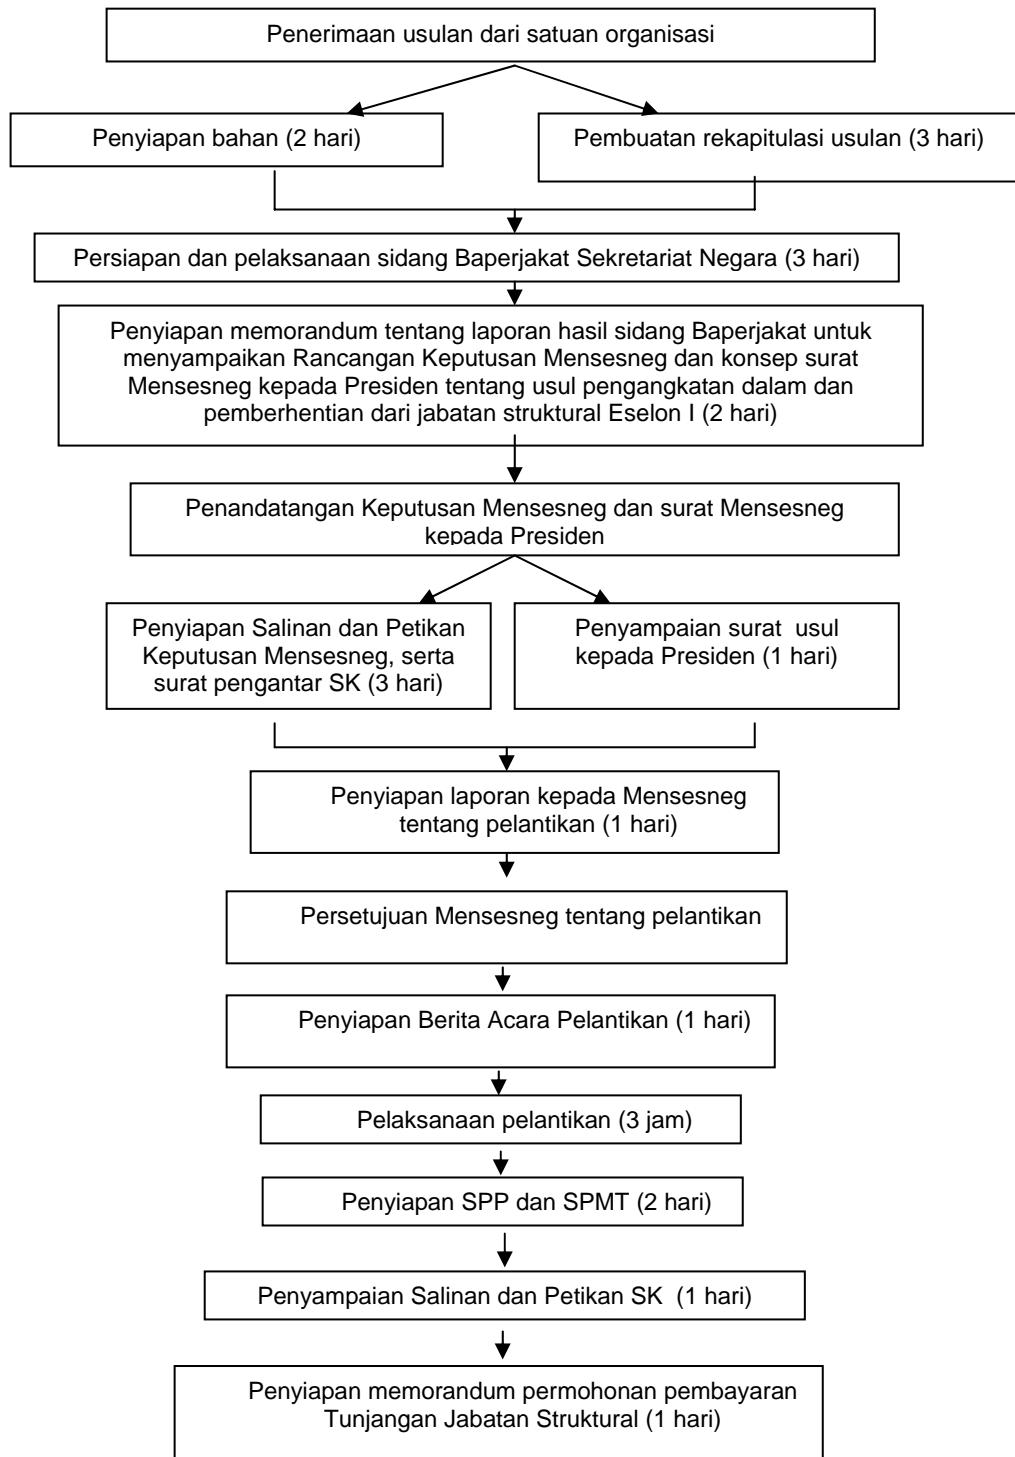 Penerimaan usulan dari satuan organisasi
Penyiapan bahan (2 hari)
Pembuatan rekapitulasi usulan (3 hari)
Persiapan dan pelaksanaan sidang Baperjakat Sekretariat Negara (3 hari)
Penyiapan memorandum tentang laporan hasil sidang Baperjakat untuk
menyampaikan Rancangan Keputusan Mensesneg dan konsep surat
Mensesneg kepada Presiden tentang usul pengangkatan dalam dan
pemberhentian dari jabatan struktural Eselon I (2 hari)
Penandatangan Keputusan Mensesneg dan surat Mensesneg
kepada Presiden
Penyiapan Salinan dan Petikan
Keputusan Mensesneg, serta
surat pengantar SK (3 hari)
Penyampaian surat usul
kepada Presiden (1 hari)
Penyiapan laporan kepada Mensesneg
tentang pelantikan (1 hari)
Persetujuan Mensesneg tentang pelantikan
Penyiapan Berita Acara Pelantikan (1 hari)
Pelaksanaan pelantikan (3 jam)
Penyiapan SPP dan SPMT (2 hari)
Penyampaian Salinan dan Petikan SK (1 hari)
Penyiapan memorandum permohonan pembayaran
Tunjangan Jabatan Struktural (1 hari)